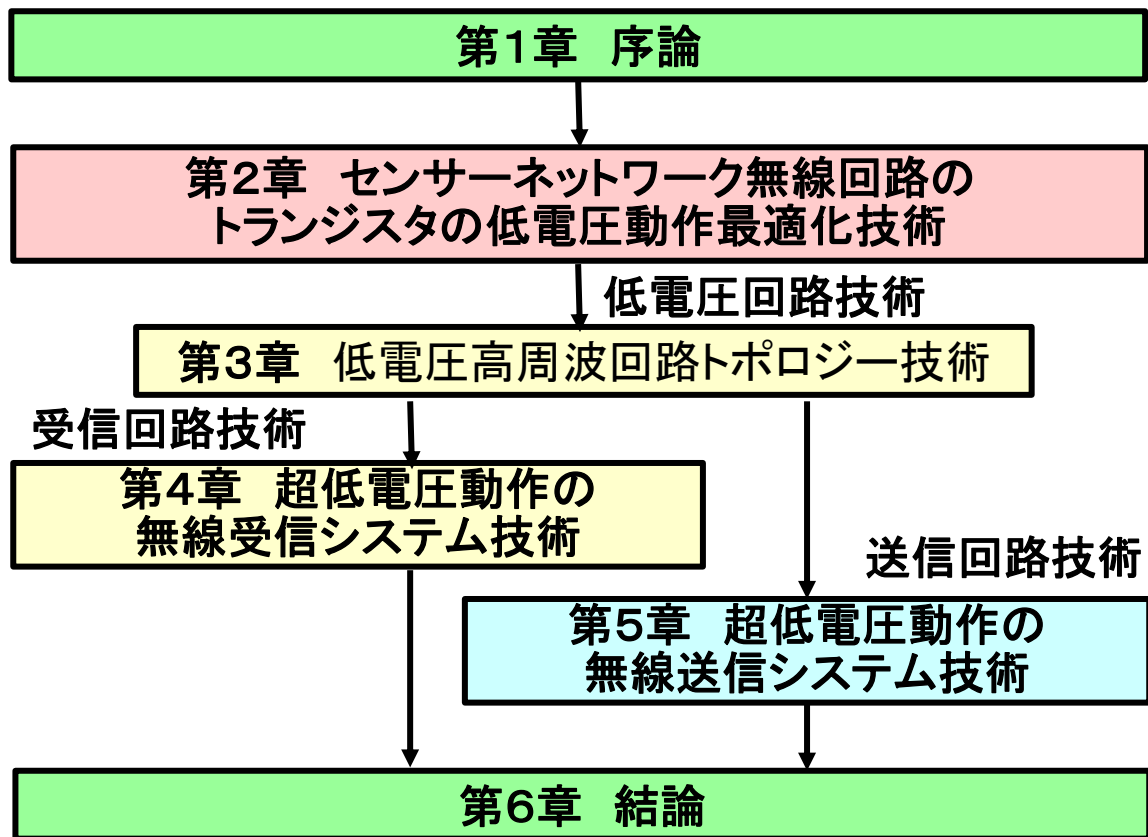 第1章　序論
第2章　センサーネットワーク無線回路の
トランジスタの低電圧動作最適化技術
低電圧回路技術
第3章　低電圧高周波回路トポロジー技術
受信回路技術
第4章　超低電圧動作の
無線受信システム技術
送信回路技術
第5章　超低電圧動作の
無線送信システム技術
第6章　結論